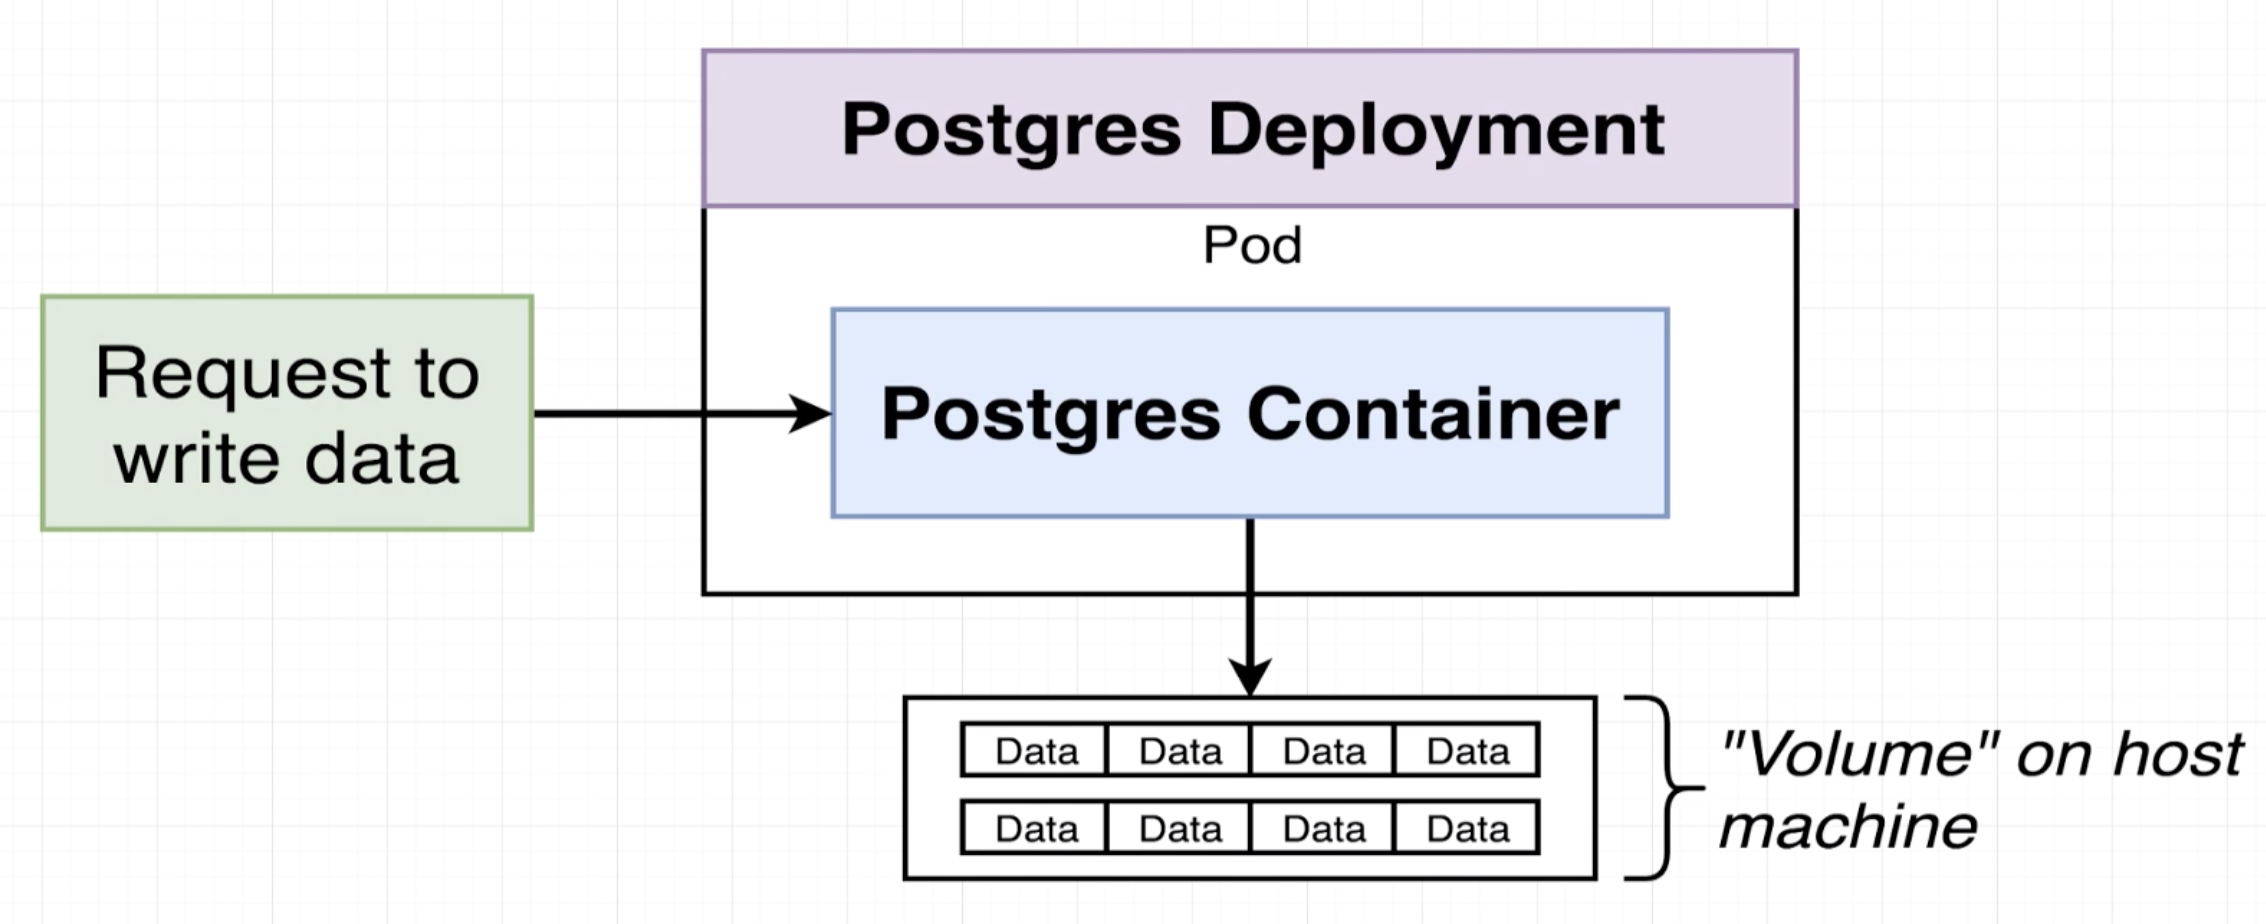 Postgres Deployment
Pod
Request to
write data
Postgres Container
Data Data Data Data
Data Data Data Data
"Volume" on host
machine